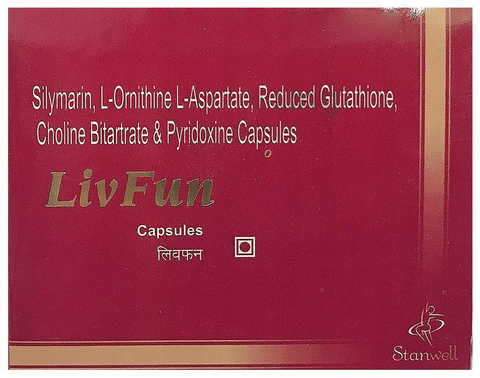 Silymarin, L-Ornithine L-Aspartate, Reduced Glutathione,
Choline Bitartrate & Pyridoxine Capsules
LivFun
Capsules
लिवफन
Stanwell